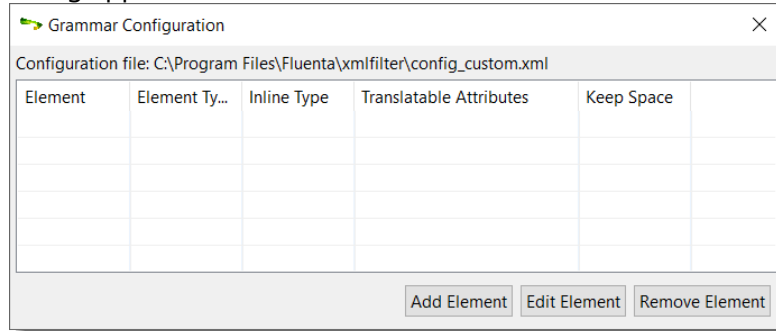 Grammar Configuration
Configuration file: C:\Program Files\Fluenta\xmlfilter\config_custom.xml
Element Element Ty... Inline Type Translatable Attributes Keep Space
Add Element Edit Element Remove Element